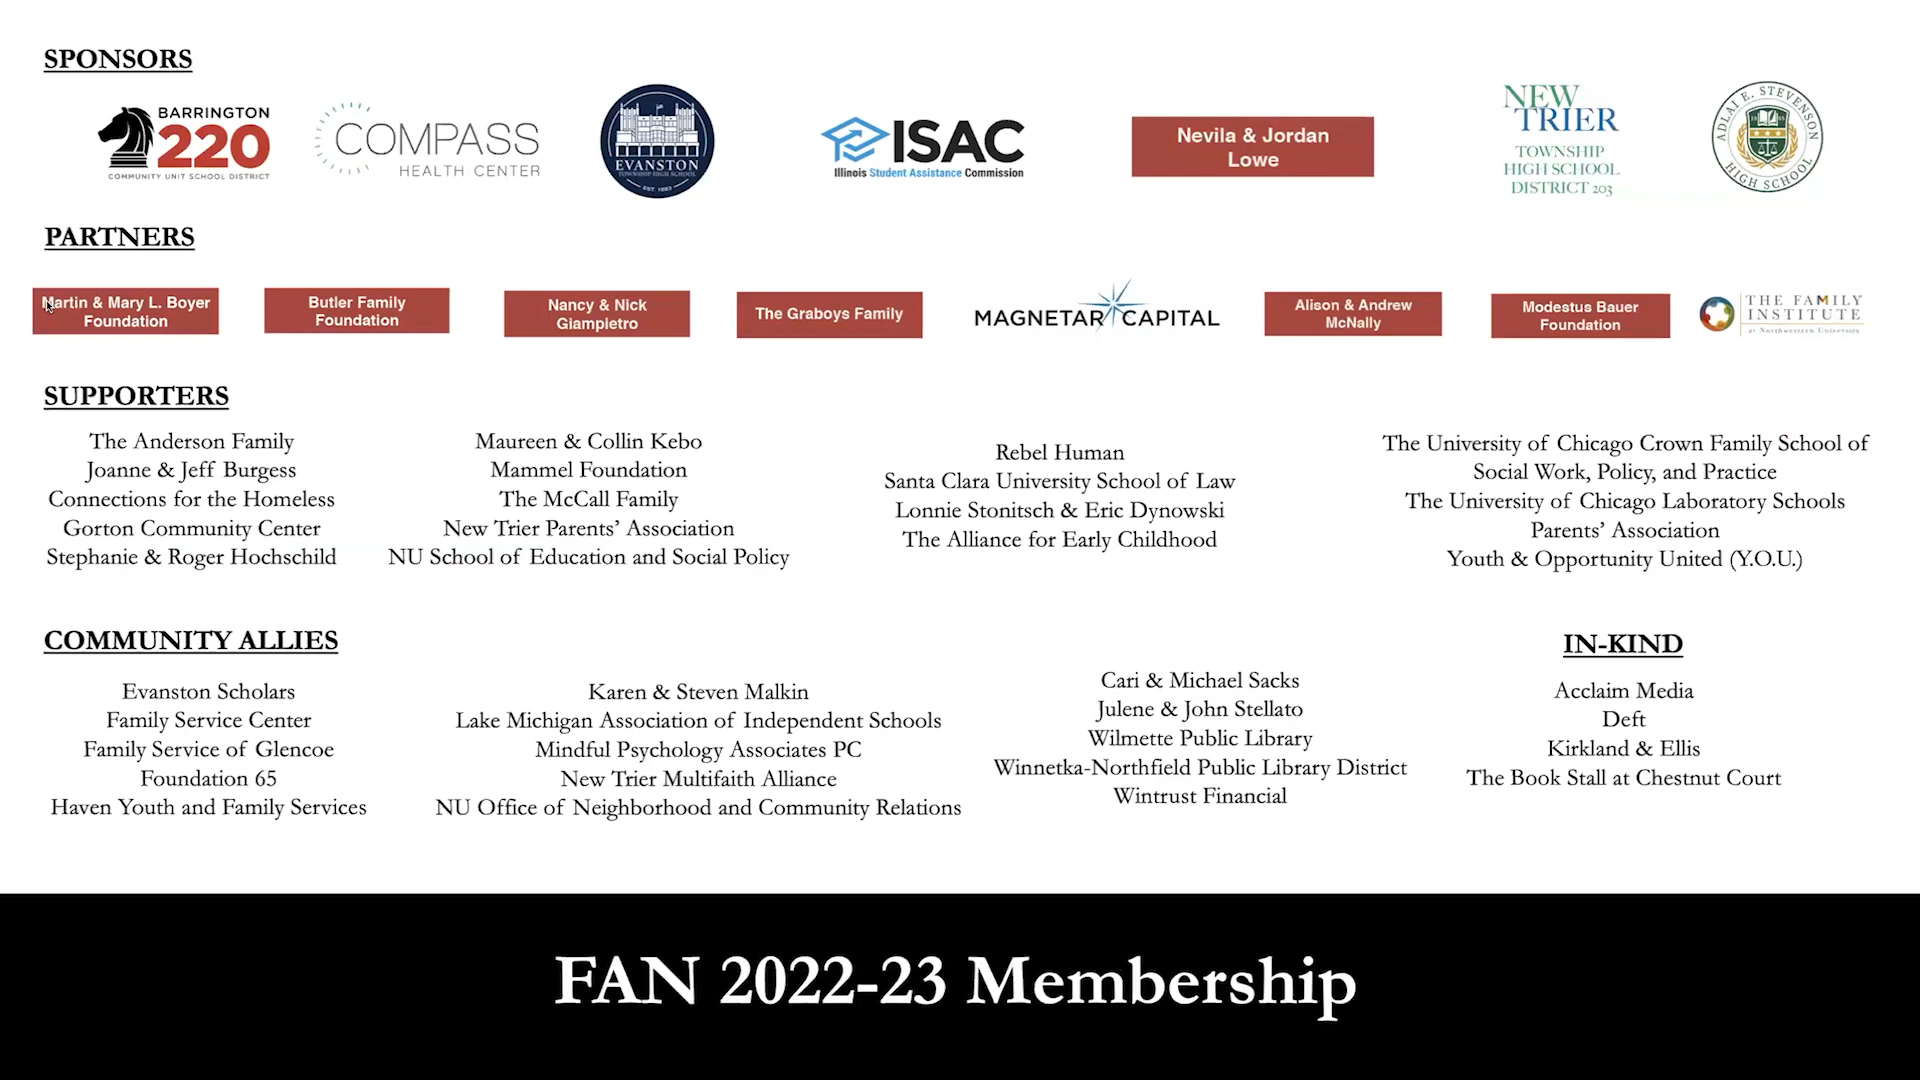 SPONSORS
BARRINGTON
220
COMMUNITY UNIT SCHOOL DISTRICT
COMPASS
HEALTH CENTER
EVANSTON
TOWNSHIP HIGH SCHOOL
EST. 1883
ISAC
Illinois Student Assistance Commission
Nevila & Jordan
Lowe
NEW
TRIER
TOWNSHIP
HIGH SCHOOL
DISTRICT 203
ADLAI E. STEVENSON
HIGH SCHOOL
PARTNERS
Martin & Mary L. Boyer
Foundation
Butler Family
Foundation
Nancy & Nick
Giampietro
The Graboys Family
MAGNETAR CAPITAL
Alison & Andrew
McNally
Modestus Bauer
Foundation
THE FAMILY
INSTITUTE
at Northwestern University
SUPPORTERS
The Anderson Family
Joanne & Jeff Burgess
Connections for the Homeless
Gorton Community Center
Stephanie & Roger Hochschild
Maureen & Collin Kebo
Mammel Foundation
The McCall Family
New Trier Parents’ Association
NU School of Education and Social Policy
Rebel Human
Santa Clara University School of Law
Lonnie Stonitsch & Eric Dynowski
The Alliance for Early Childhood
The University of Chicago Crown Family School of
Social Work, Policy, and Practice
The University of Chicago Laboratory Schools
Parents’ Association
Youth & Opportunity United (Y.O.U.)
COMMUNITY ALLIES
Evanston Scholars
Family Service Center
Family Service of Glencoe
Foundation 65
Haven Youth and Family Services
Karen & Steven Malkin
Lake Michigan Association of Independent Schools
Mindful Psychology Associates PC
New Trier Multifaith Alliance
NU Office of Neighborhood and Community Relations
Cari & Michael Sacks
Julene & John Stellato
Wilmette Public Library
Winnetka-Northfield Public Library District
Wintrust Financial
IN-KIND
Acclaim Media
Deft
Kirkland & Ellis
The Book Stall at Chestnut Court
FAN 2022-23 Membership